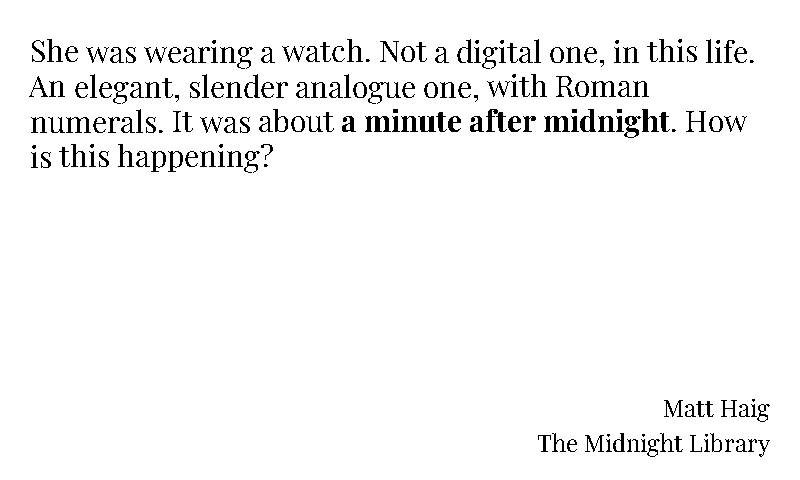 She was wearing a watch. Not a digital one, in this life.
An elegant, slender analogue one, with Roman
numerals. It was about a minute after midnight. How
is this happening?
Matt Haig
The Midnight Library